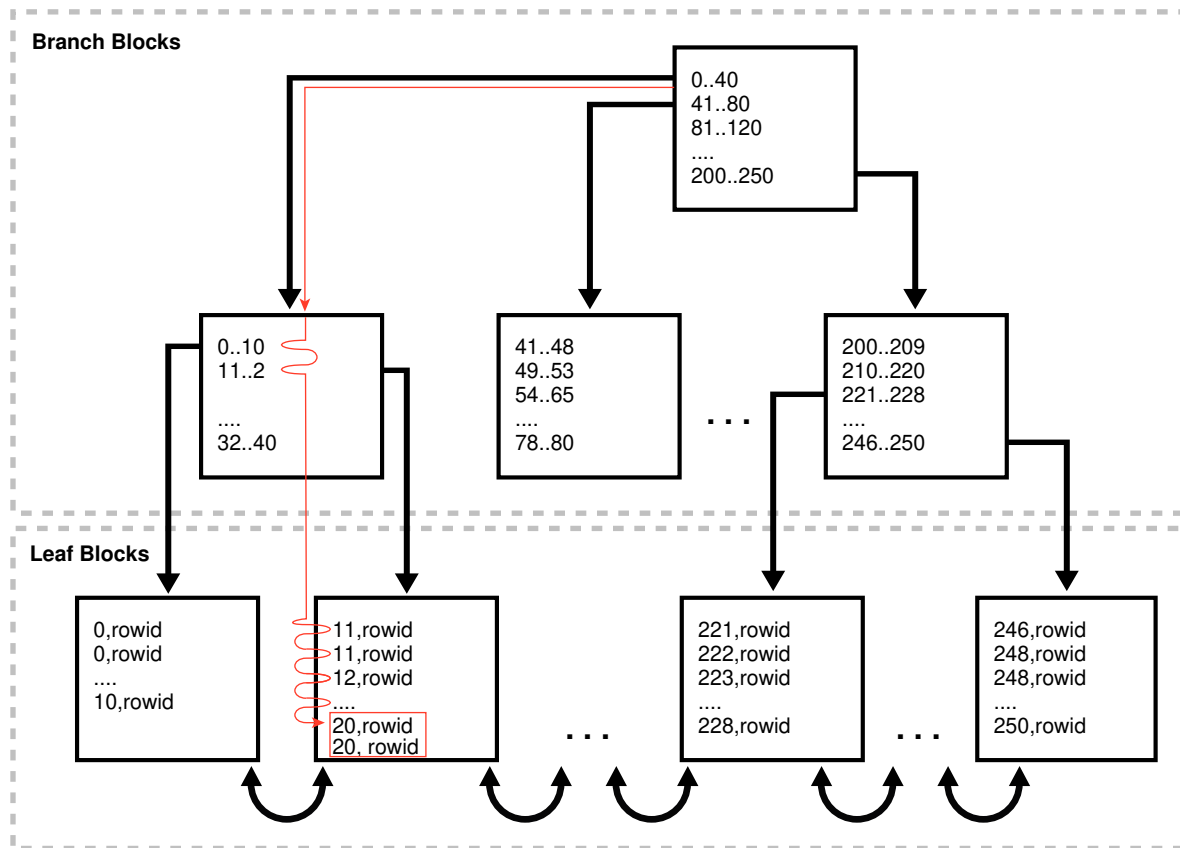 Branch Blocks
0..40
41..80
81..120
....
200..250
0..10
11..2
....
32..40
41..48
49..53
54..65
....
78..80
...
200..209
210..220
221..228
....
246..250
Leaf Blocks
0,rowid
0,rowid
....
10,rowid
11,rowid
11,rowid
12,rowid
....
20,rowid
20, rowid
...
221,rowid
222,rowid
223,rowid
....
228,rowid
...
246,rowid
248,rowid
248,rowid
....
250,rowid